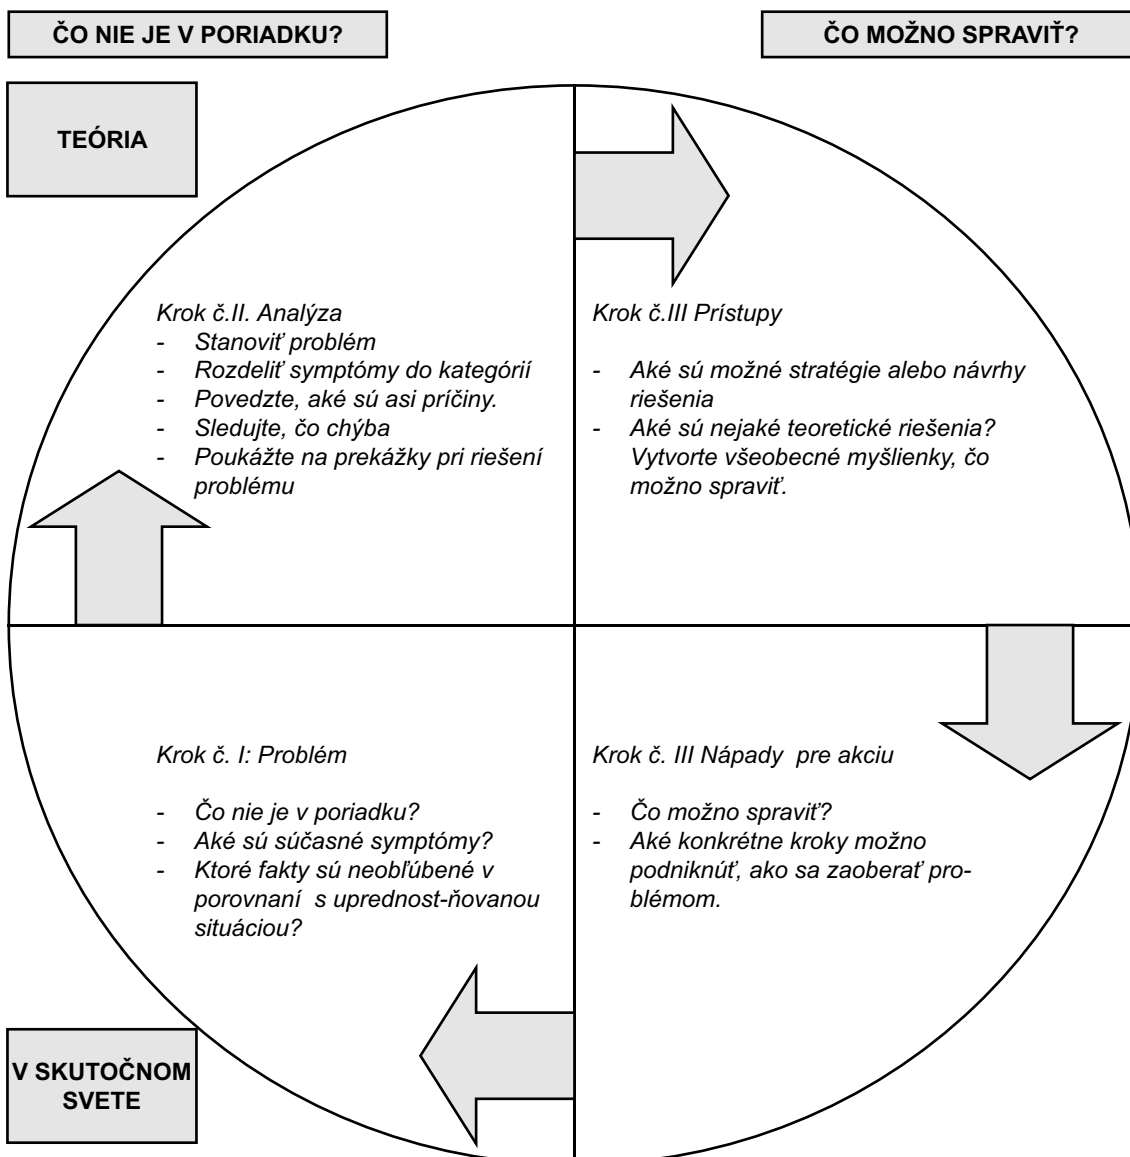 ČO NIE JE V PORIADKU?
ČO MOŽNO SPRAVIŤ?
TEÓRIA
Krok č.II. Analýza
- Stanoviť problém
- Rozdeliť symptómy do kategórií
- Povedzte, aké sú asi príčiny.
- Sledujte, čo chýba
- Poukážte na prekážky pri riešení
problému
Krok č.III Prístupy
- Aké sú možné stratégie alebo návrhy
riešenia
- Aké sú nejaké teoretické riešenia?
Vytvorte všeobecné myšlienky, čo
možno spraviť.
Krok č. I: Problém
- Čo nie je v poriadku?
- Aké sú súčasné symptómy?
- Ktoré fakty sú neobľúbené v
porovnaní s uprednost-ňovanou
situáciou?
Krok č. III Nápady pre akciu
- Čo možno spraviť?
- Aké konkrétne kroky možno
podniknúť, ako sa zaoberať pro-
blémom.
V SKUTOČNOM
SVETE